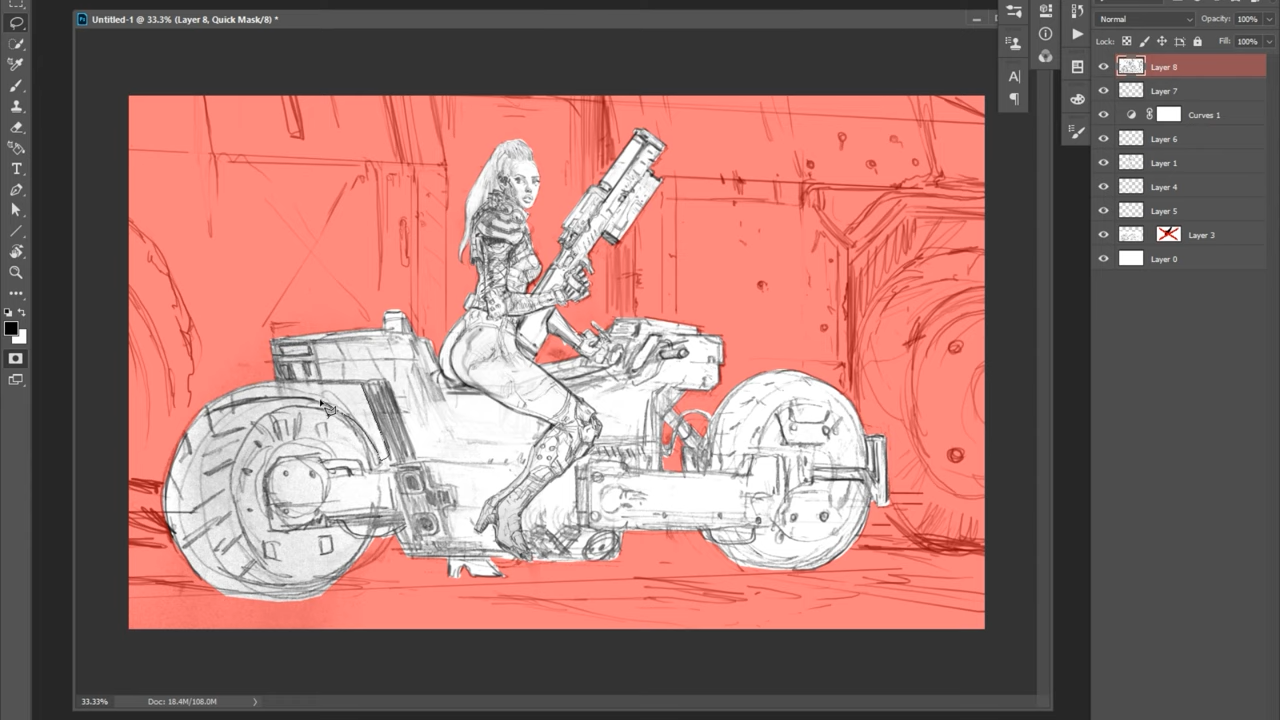 Untitled-1 @ 33.3% (Layer 8, Quick Mask/8) *
Normal
Opacity: 100%
Lock:
Fill: 100%
Layer 8
Layer 7
Curves 1
Layer 6
Layer 1
Layer 4
Layer 5
Layer 3
Layer 0
33.33%
Doc: 18.4M/108.0M